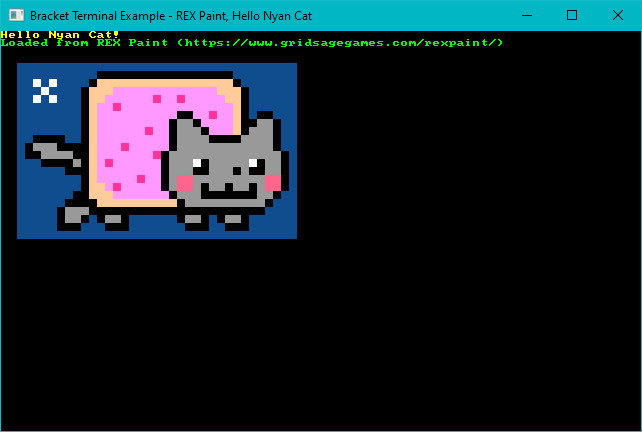 Bracket Terminal Example - REX Paint, Hello Nyan Cat
Hello Nyan Cat!
Loaded from REX Paint (https://www.gridsagegames.com/rexpaint/)